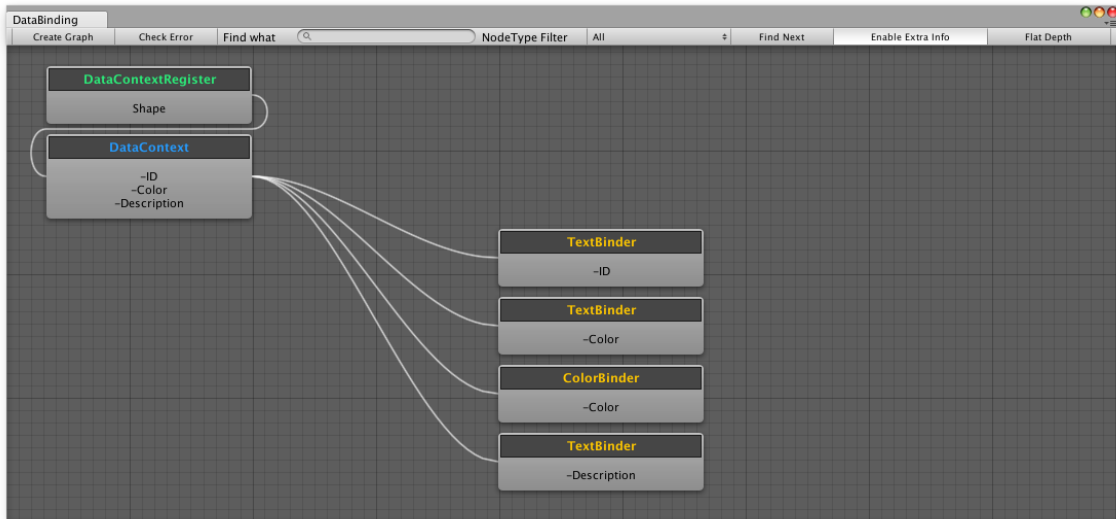 DataBinding
Create Graph Check Error Find what NodeType Filter All Find Next Enable Extra Info Flat Depth
DataContextRegister
Shape
DataContext
-ID
-Color
-Description
TextBinder
-ID
TextBinder
-Color
ColorBinder
-Color
TextBinder
-Description